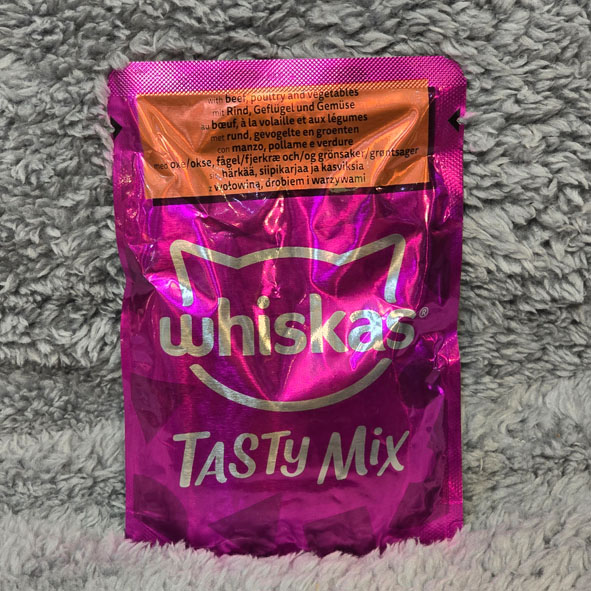 with beef, poultry and vegetables
mit Rind, Geflügel und Gemüse
au bœuf, à la volaille et aux légumes
met rund, gevogelte en groenten
con manzo, pollame e verdure
med oxe/okse, fågel/fjerkræ och/og grönsaker/grøntsager
sis. härkää, siipikarjaa ja kasviksia
z wołowiną, drobiem i warzywami
whiskas®
TASTY MIX